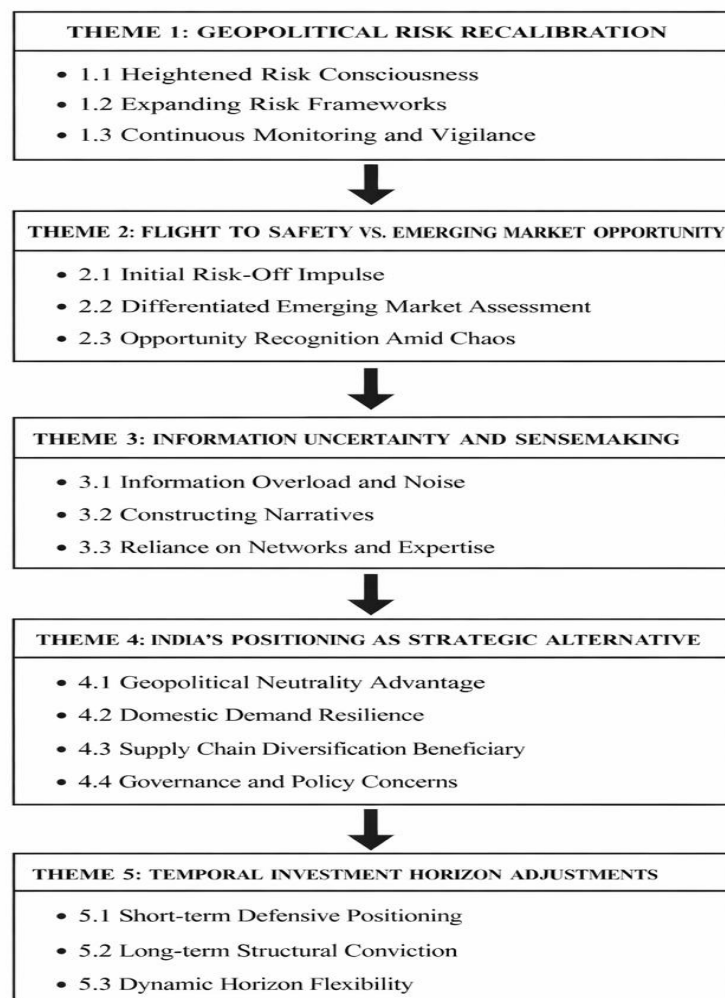 THEME 1: GEOPOLITICAL RISK RECALIBRATION
• 1.1 Heightened Risk Consciousness
• 1.2 Expanding Risk Frameworks
• 1.3 Continuous Monitoring and Vigilance
THEME 2: FLIGHT TO SAFETY VS. EMERGING MARKET OPPORTUNITY
• 2.1 Initial Risk-Off Impulse
• 2.2 Differentiated Emerging Market Assessment
• 2.3 Opportunity Recognition Amid Chaos
THEME 3: INFORMATION UNCERTAINTY AND SENSEMAKING
• 3.1 Information Overload and Noise
• 3.2 Constructing Narratives
• 3.3 Reliance on Networks and Expertise
THEME 4: INDIA'S POSITIONING AS STRATEGIC ALTERNATIVE
• 4.1 Geopolitical Neutrality Advantage
• 4.2 Domestic Demand Resilience
• 4.3 Supply Chain Diversification Beneficiary
• 4.4 Governance and Policy Concerns
THEME 5: TEMPORAL INVESTMENT HORIZON ADJUSTMENTS
• 5.1 Short-term Defensive Positioning
• 5.2 Long-term Structural Conviction
• 5.3 Dynamic Horizon Flexibility